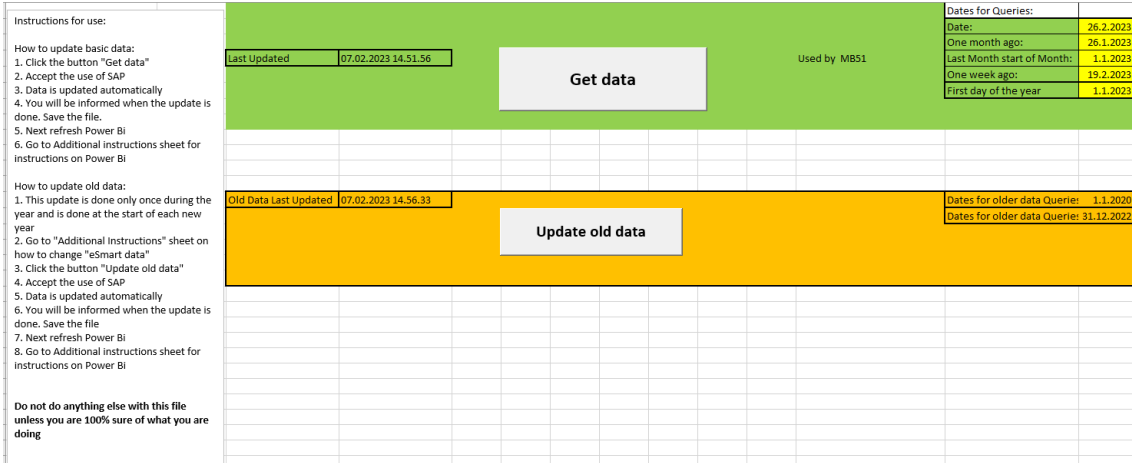 Instructions for use:
How to update basic data:
1. Click the button "Get data"
2. Accept the use of SAP
3. Data is updated automatically
4. You will be informed when the update is
done. Save the file.
5. Next refresh Power Bi
6. Go to Additional instructions sheet for
instructions on Power Bi
How to update old data:
1. This update is done only once during the
year and is done at the start of each new
year
2. Go to "Additional Instructions" sheet on
how to change "eSmart data"
3. Click the button "Update old data"
4. Accept the use of SAP
5. Data is updated automatically
6. You will be informed when the update is
done. Save the file
7. Next refresh Power Bi
8. Go to Additional instructions sheet for
instructions on Power Bi
Do not do anything else with this file
unless you are 100% sure of what you are
doing
Last Updated 07.02.2023 14.51.56
Get data
Used by MB51
Dates for Queries:
Date: 26.2.2023
One month ago: 26.1.2023
Last Month start of Month: 1.1.2023
One week ago: 19.2.2023
First day of the year 1.1.2023
Old Data Last Updated 07.02.2023 14.56.33
Update old data
Dates for older data Querie: 1.1.2020
Dates for older data Querie: 31.12.2022